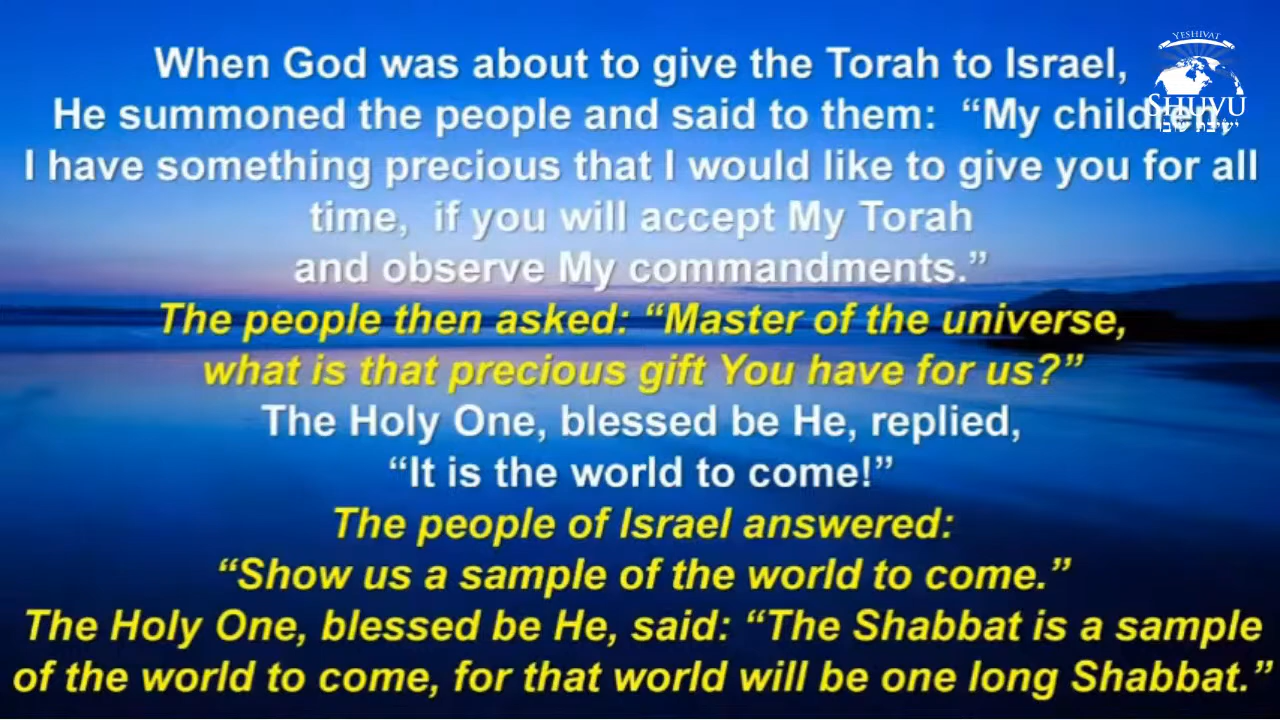 When God was about to give the Torah to Israel,
He summoned the people and said to them: “My children,
I have something precious that I would like to give you for all
time, if you will accept My Torah
and observe My commandments.”
The people then asked: “Master of the universe,
what is that precious gift You have for us?”
The Holy One, blessed be He, replied,
“It is the world to come!”
The people of Israel answered:
“Show us a sample of the world to come.”
The Holy One, blessed be He, said: “The Shabbat is a sample
of the world to come, for that world will be one long Shabbat.”
YESHIVAT
SHUVU
ישיבת שובו